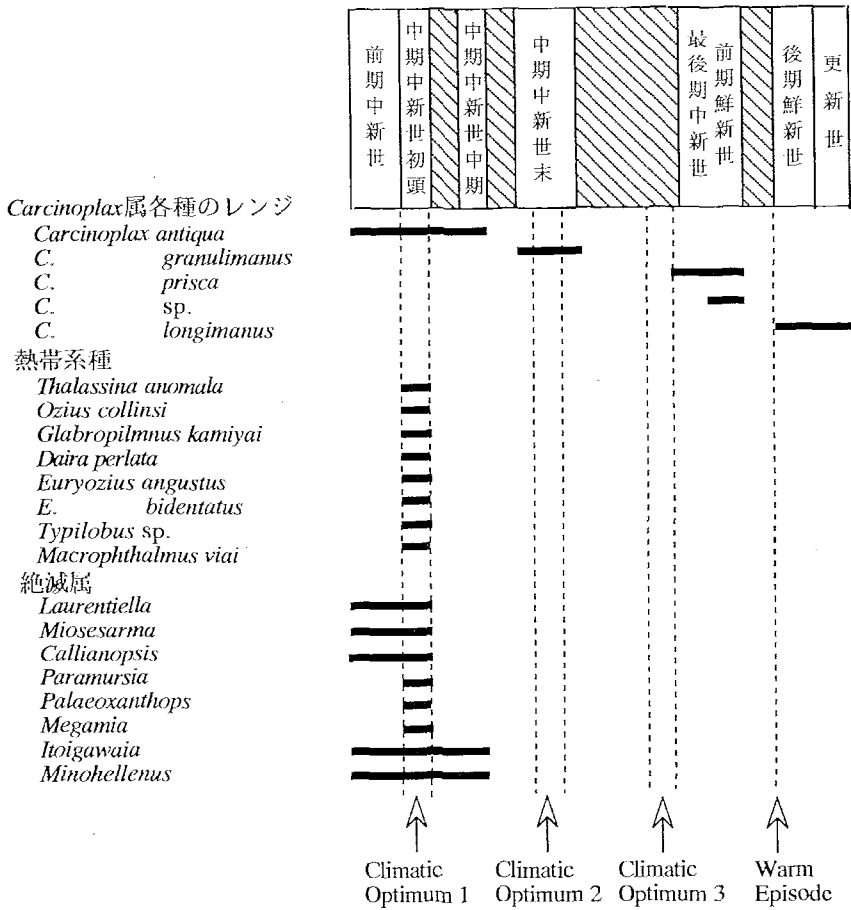 前期中新世
中期中新世初頭
中期中新世中期
中期中新世末
最後期中新世
前期鮮新世
後期鮮新世
更新世
Carcinoplax属各種のレンジ
Carcinoplax antiqua
C. granulimanus
C. prisca
C. sp.
C. longimanus
熱帯系種
Thalassina anomala
Ozius collinsi
Glabropilmnus kamiyai
Daira perlata
Euryozius angustus
E. bidentatus
Typilobus sp.
Macrophthalmus viai
絶滅属
Laurentiella
Miosesarma
Callianopsis
Paramursia
Palaeoxanthops
Megamia
Itoigawaia
Minohellenus
Climatic
Optimum 1
Climatic
Optimum 2
Climatic
Optimum 3
Warm
Episode